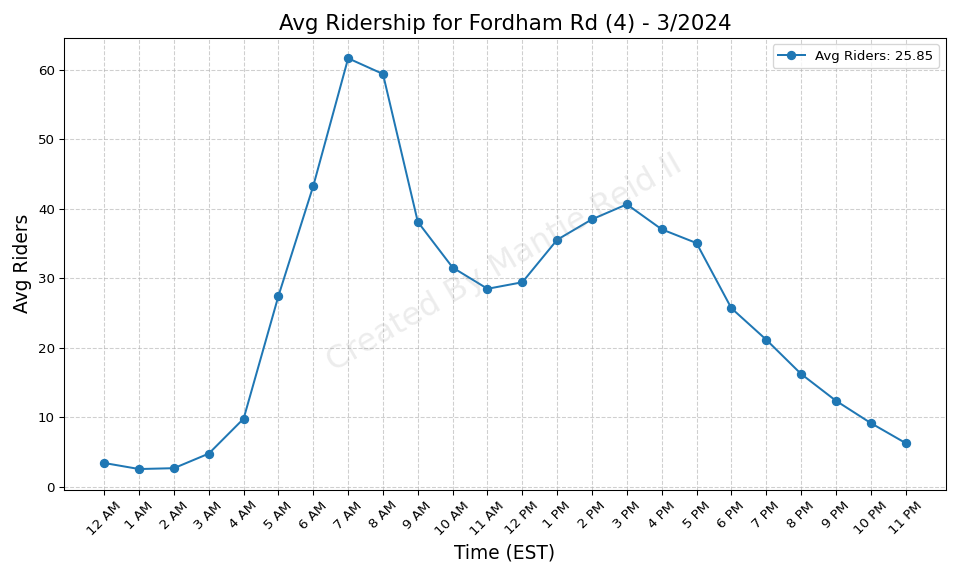 Avg Ridership for Fordham Rd (4) - 3/2024
Avg Riders: 25.85
60
50
40
30
20
10
0
Avg Riders
Created By Mantie Reid II
12 AM
1 AM
2 AM
3 AM
4 AM
5 AM
6 AM
7 AM
8 AM
9 AM
10 AM
11 AM
12 PM
1 PM
2 PM
3 PM
4 PM
5 PM
6 PM
7 PM
8 PM
9 PM
10 PM
11 PM
Time (EST)